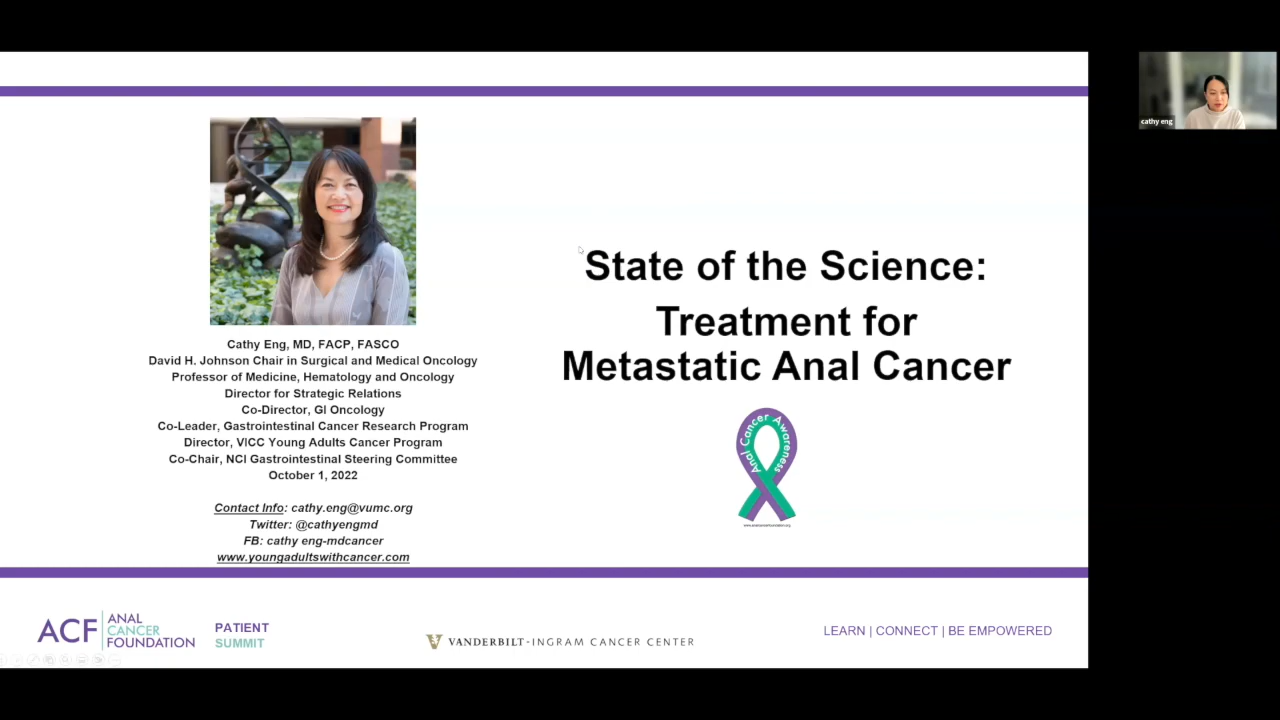 cathy eng
State of the Science:
Treatment for
Metastatic Anal Cancer
Cathy Eng, MD, FACP, FASCO
David H. Johnson Chair in Surgical and Medical Oncology
Professor of Medicine, Hematology and Oncology
Director for Strategic Relations
Co-Director, GI Oncology
Co-Leader, Gastrointestinal Cancer Research Program
Director, VICC Young Adults Cancer Program
Co-Chair, NCI Gastrointestinal Steering Committee
October 1, 2022
Contact Info: cathy.eng@vumc.org
Twitter: @cathyengmd
FB: cathy eng-mdcancer
www.youngadultswithcancer.com
Anal Cancer Awareness
ACF
ANAL
CANCER
FOUNDATION
PATIENT
SUMMIT
VANDERBILT-INGRAM CANCER CENTER
LEARN | CONNECT | BE EMPOWERED